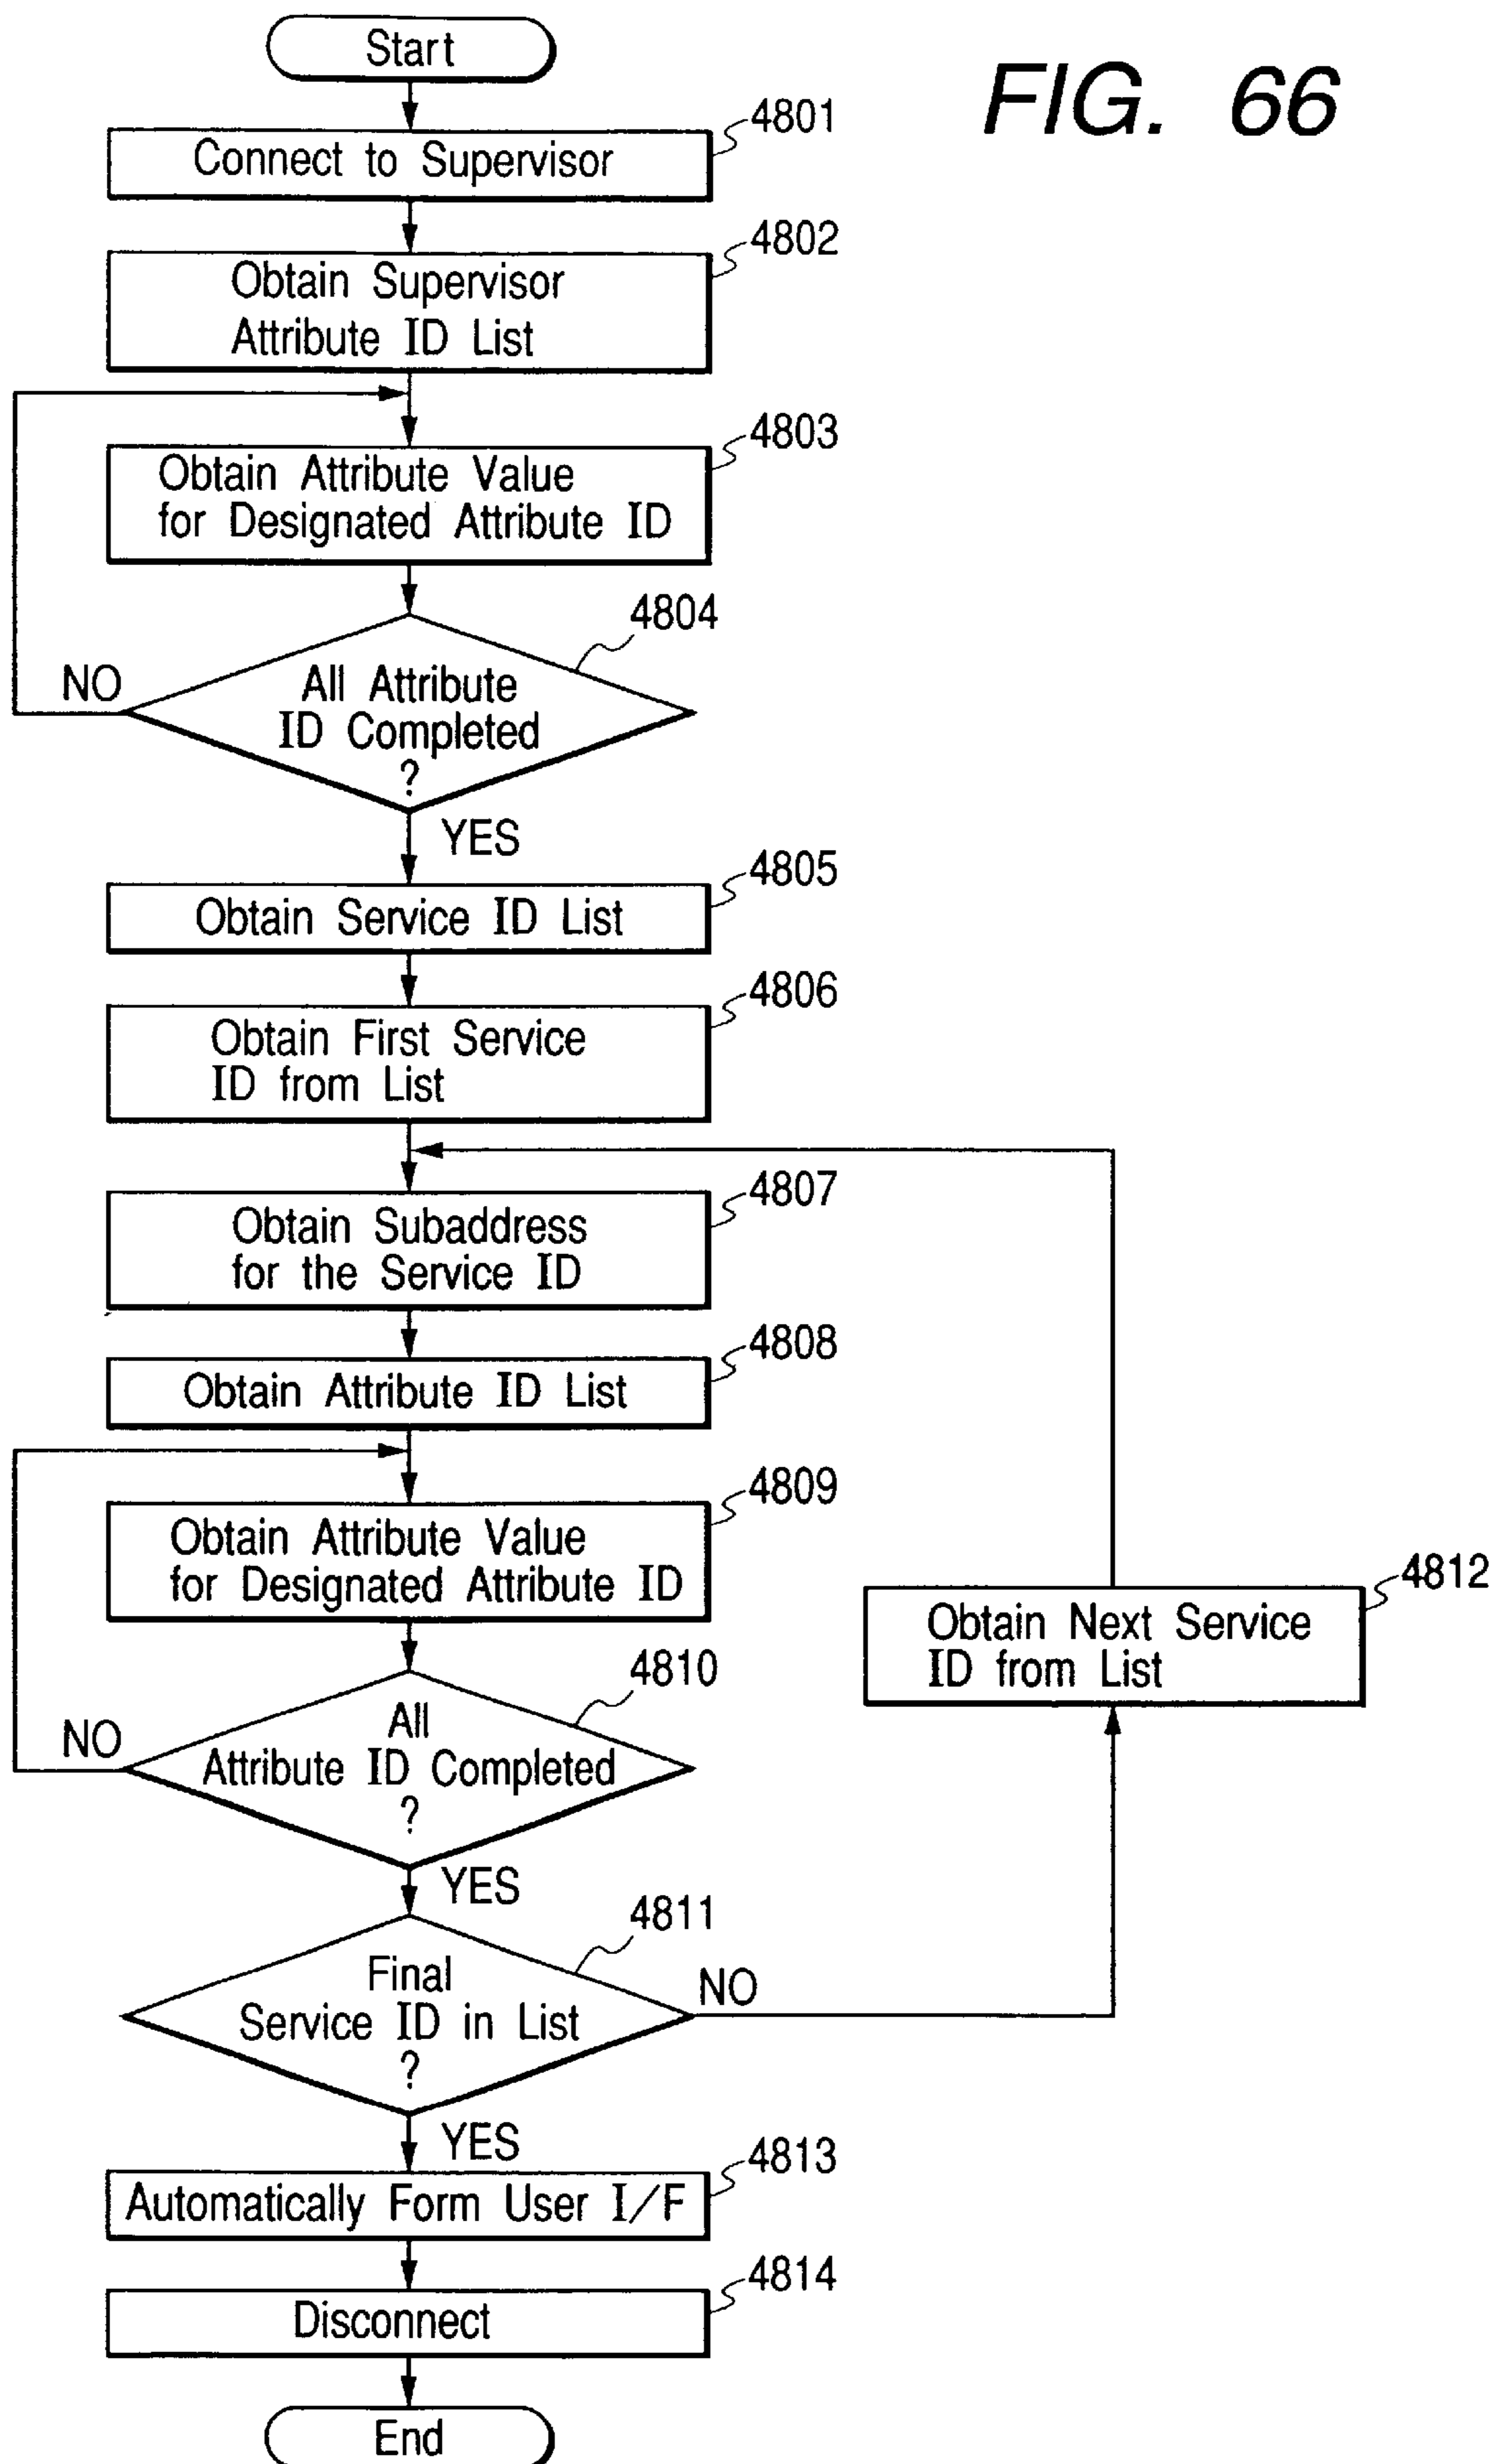 FIG. 66
Start
4801
Connect to Supervisor
4802
Obtain Supervisor
Attribute ID List
4803
Obtain Attribute Value
for Designated Attribute ID
4804
All Attribute
ID Completed
?
NO
YES
4805
Obtain Service ID List
4806
Obtain First Service
ID from List
4807
Obtain Subaddress
for the Service ID
4808
Obtain Attribute ID List
4809
Obtain Attribute Value
for Designated Attribute ID
4810
All
Attribute ID Completed
?
NO
YES
4811
Final
Service ID in List
?
NO
4812
Obtain Next Service
ID from List
YES
4813
Automatically Form User I/F
4814
Disconnect
End